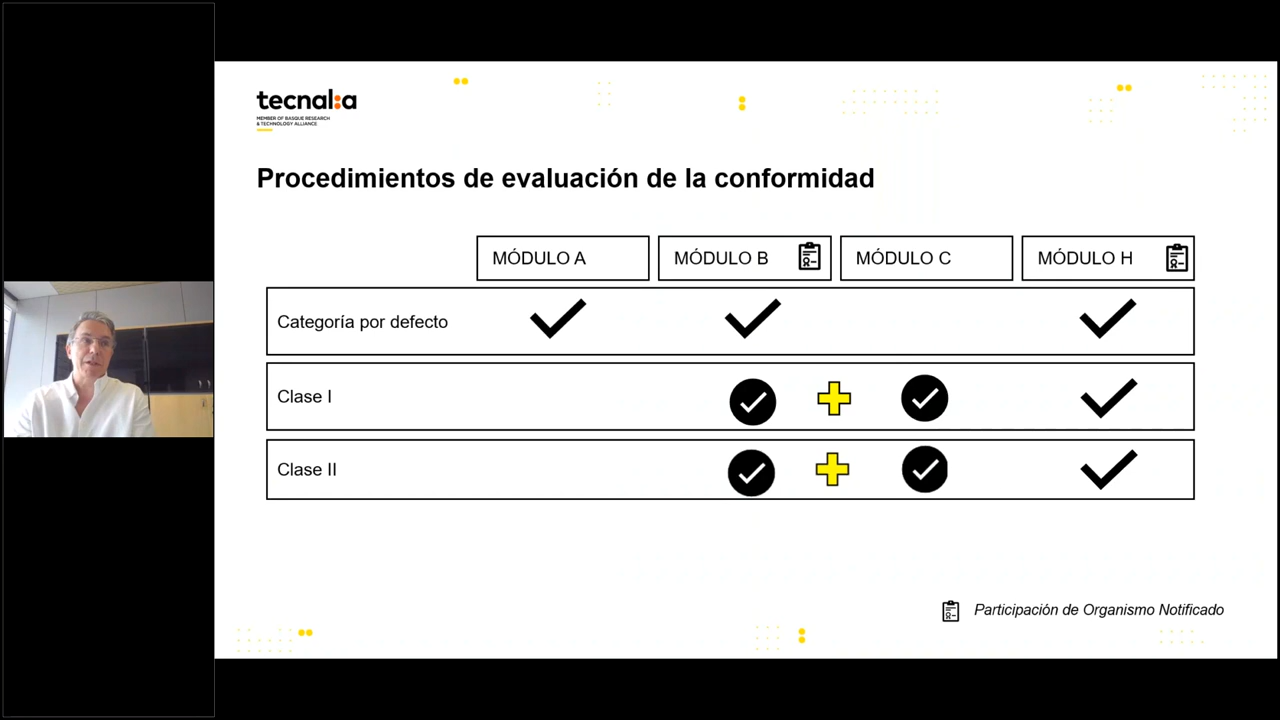 tecnal:a
MEMBER OF BASQUE RESEARCH
& TECHNOLOGY ALLIANCE
Procedimientos de evaluación de la conformidad
MÓDULO A
MÓDULO B
MÓDULO C
MÓDULO H
Categoría por defecto
Clase I
Clase II
Participación de Organismo Notificado